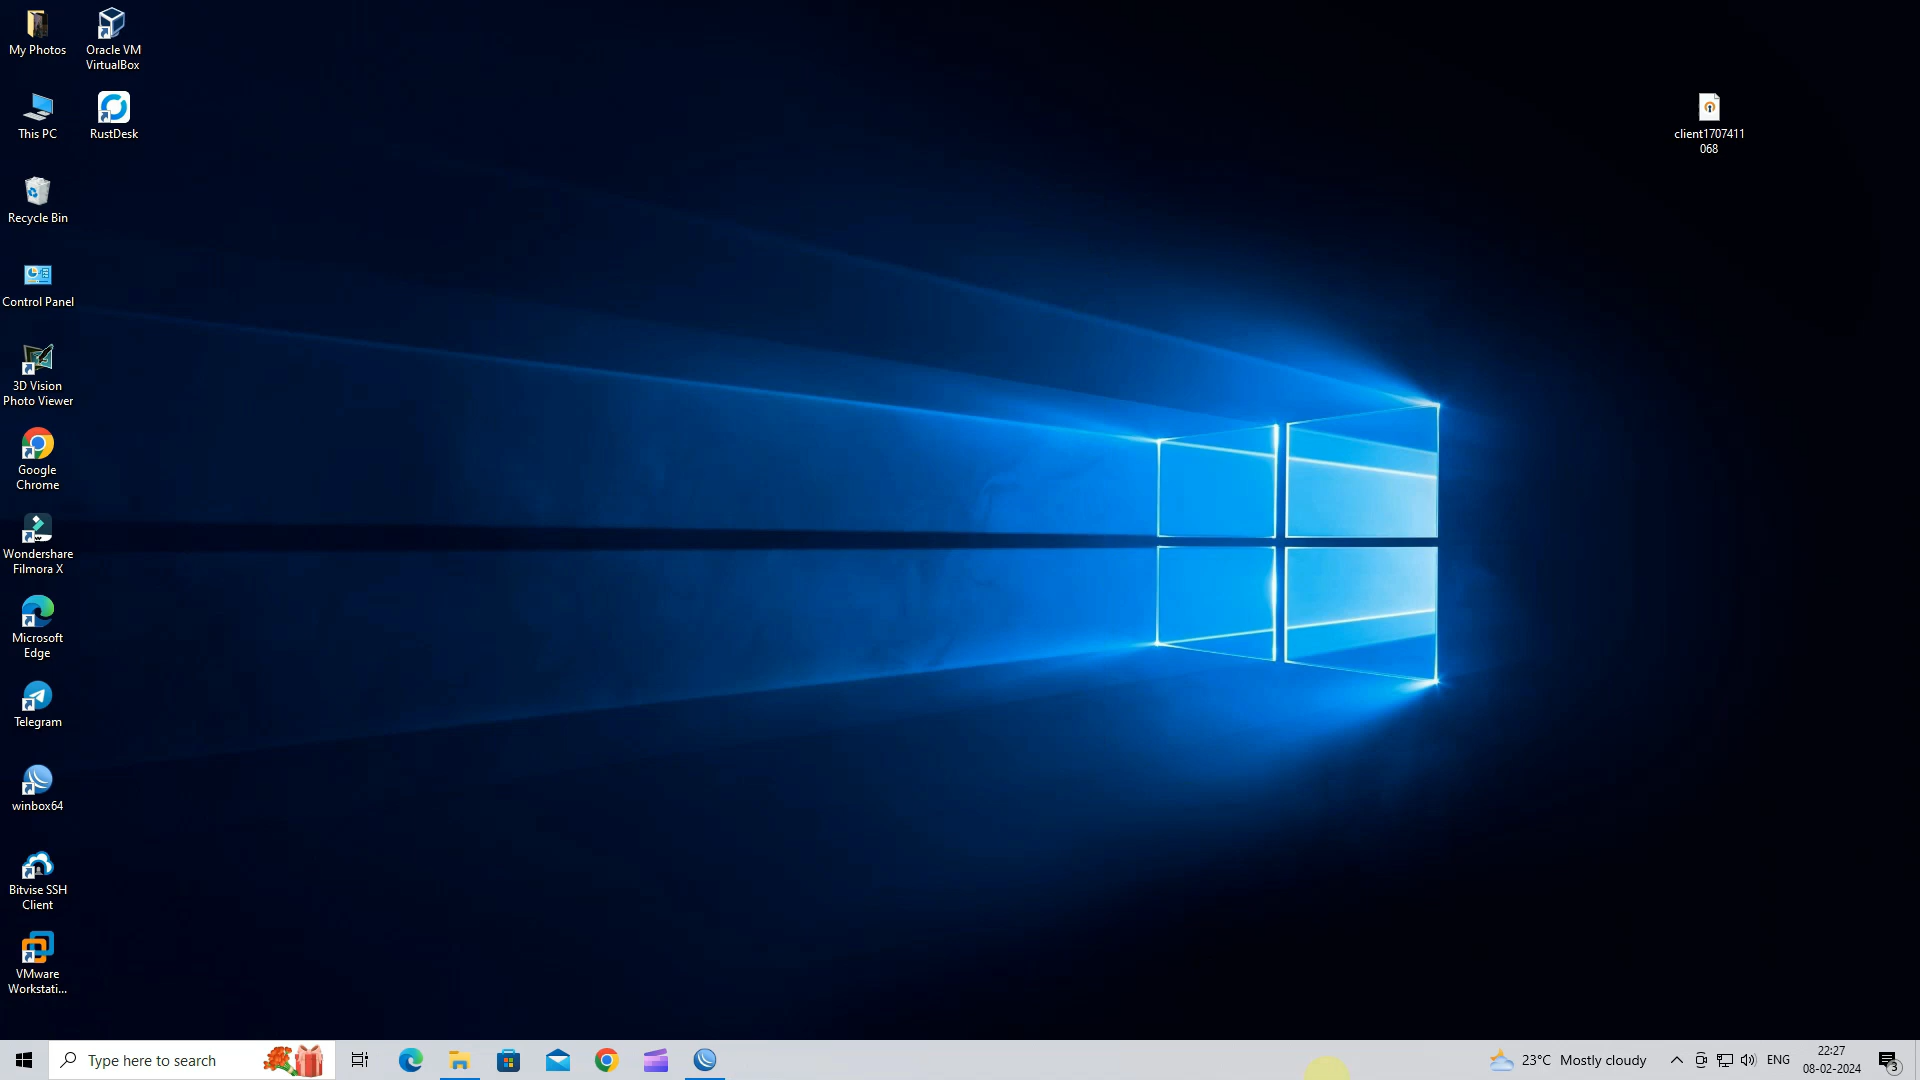 My Photos
Oracle VM
VirtualBox
This PC
RustDesk
client1707411
068
Recycle Bin
Control Panel
3D Vision
Photo Viewer
Google
Chrome
Wondershare
Filmora X
Microsoft
Edge
Telegram
winbox64
Bitvise SSH
Client
VMware
Workstati...
Type here to search
23°C Mostly cloudy
ENG
22:27
08-02-2024
3